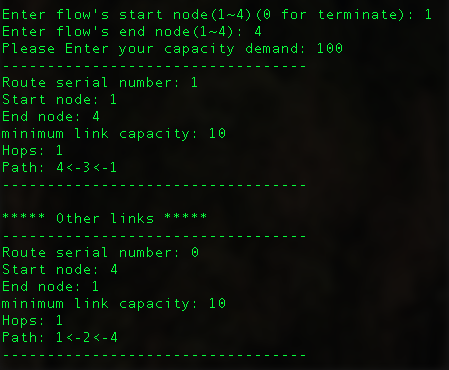 Enter flow's start node(1~4)(0 for terminate): 1
Enter flow's end node(1~4): 4
Please Enter your capacity demand: 100
---------------------------------
Route serial number: 1
Start node: 1
End node: 4
minimum link capacity: 10
Hops: 1
Path: 4<-3<-1
---------------------------------
***** Other links *****
---------------------------------
Route serial number: 0
Start node: 4
End node: 1
minimum link capacity: 10
Hops: 1
Path: 1<-2<-4
---------------------------------